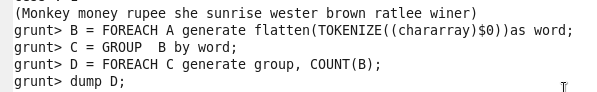 (Monkey money rupee she sunrise wester brown ratlee winer)
grunt> B = FOREACH A generate flatten(TOKENIZE((chararray)$0))as word;
grunt> C = GROUP  B by word;
grunt> D = FOREACH C generate group, COUNT(B);
grunt> dump D;